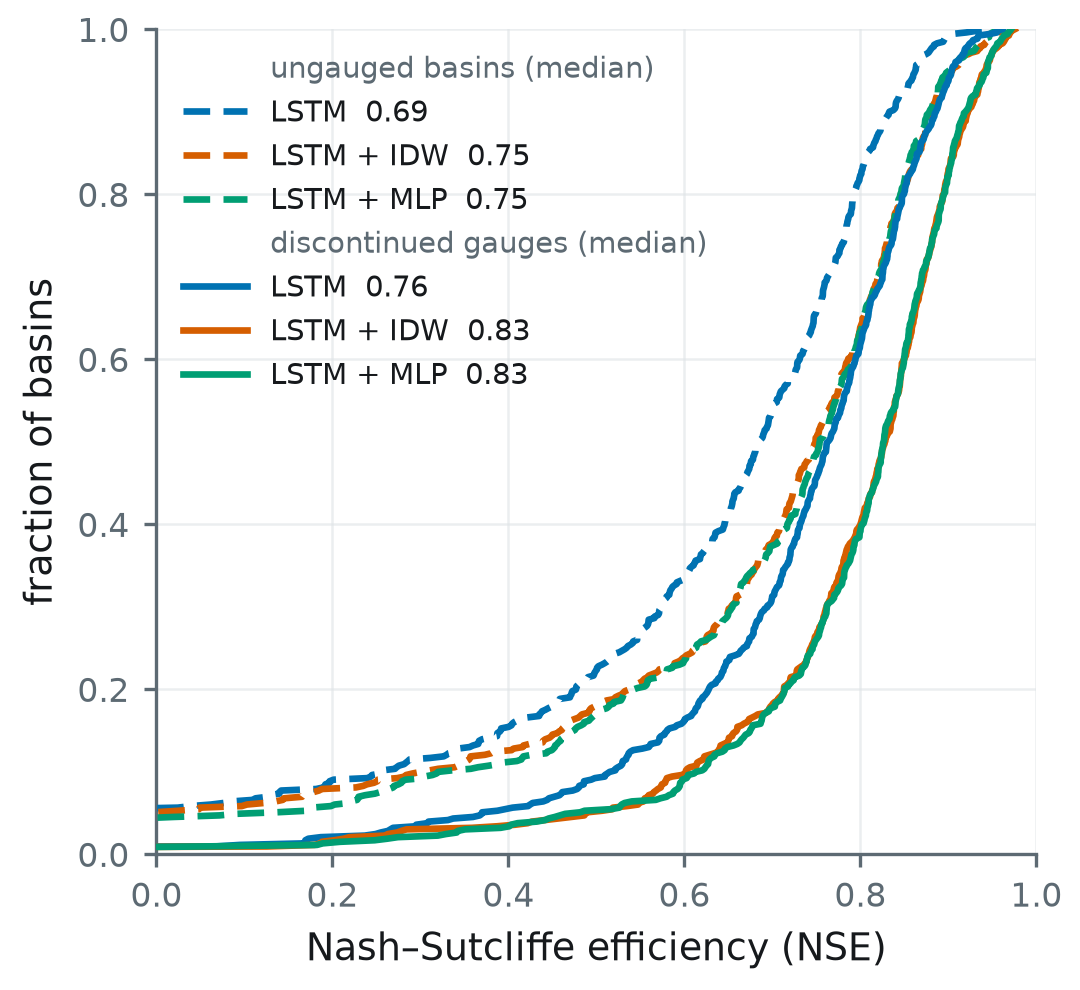 1.0
0.8
0.6
0.4
0.2
0.0
fraction of basins
ungauged basins (median)
LSTM 0.69
LSTM + IDW 0.75
LSTM + MLP 0.75
discontinued gauges (median)
LSTM 0.76
LSTM + IDW 0.83
LSTM + MLP 0.83
0.0 0.2 0.4 0.6 0.8 1.0
Nash–Sutcliffe efficiency (NSE)